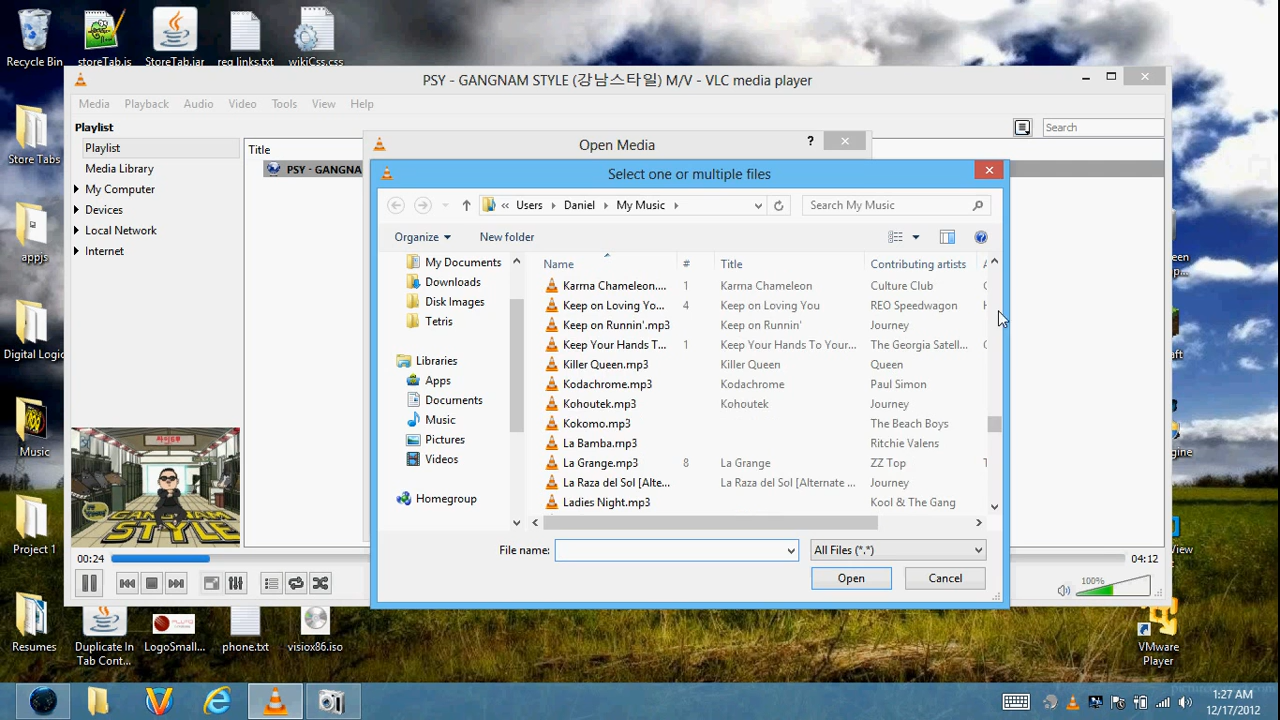 Recycle Bin
storeTab.js
StoreTab.jar
reg links.txt
wikiCss.css
PSY - GANGNAM STYLE (강남스타일) M/V - VLC media player
Media Playback Audio Video Tools View Help
Playlist
Playlist
Media Library
My Computer
Devices
Local Network
Internet
Title
PSY - GANGNA
Search
Open Media
?
Select one or multiple files
« Users Daniel My Music
Search My Music
Organize
New folder
My Documents
Downloads
Disk Images
Tetris
Libraries
Apps
Documents
Music
Pictures
Videos
Homegroup
Name # Title Contributing artists A
Karma Chameleon.... 1 Karma Chameleon Culture Club
Keep on Loving Yo... 4 Keep on Loving You REO Speedwagon
Keep on Runnin'.mp3 Keep on Runnin' Journey
Keep Your Hands T... 1 Keep Your Hands To Your... The Georgia Satell...
Killer Queen.mp3 Killer Queen Queen
Kodachrome.mp3 Kodachrome Paul Simon
Kohoutek.mp3 Kohoutek Journey
Kokomo.mp3 The Beach Boys
La Bamba.mp3 Ritchie Valens
La Grange.mp3 8 La Grange ZZ Top T
La Raza del Sol [Alte... La Raza del Sol [Alternate ... Journey
Ladies Night.mp3 Kool & The Gang
File name:
All Files (*.*)
Open
Cancel
Store Tabs
appjs
Digital Logic
Music
Project 1
Resumes
가라지동
GANGNAM
STYLE
00:24
04:12
100%
Duplicate In
Tab Cont...
LogoSmall...
phone.txt
visiox86.iso
een
p...
aft
gine
View
VMware
Player
1:27 AM
12/17/2012